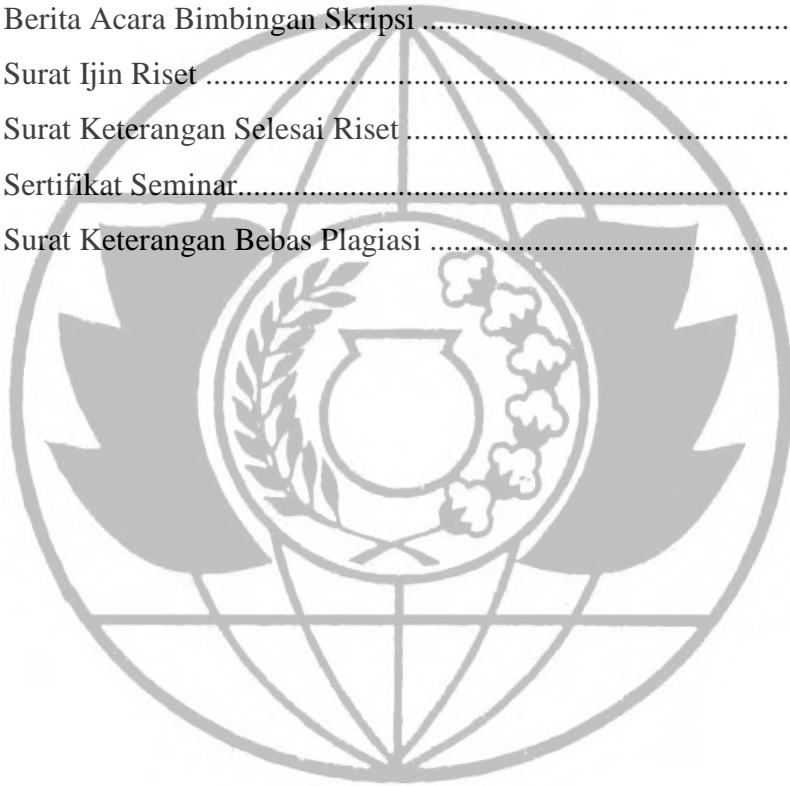 Berita Acara Bimbingan Skripsi .............................................
Surat Ijin Riset ........................................................................
Surat Keterangan Selesai Riset ...............................................
Sertifikat Seminar....................................................................
Surat Keterangan Bebas Plagiasi ............................................